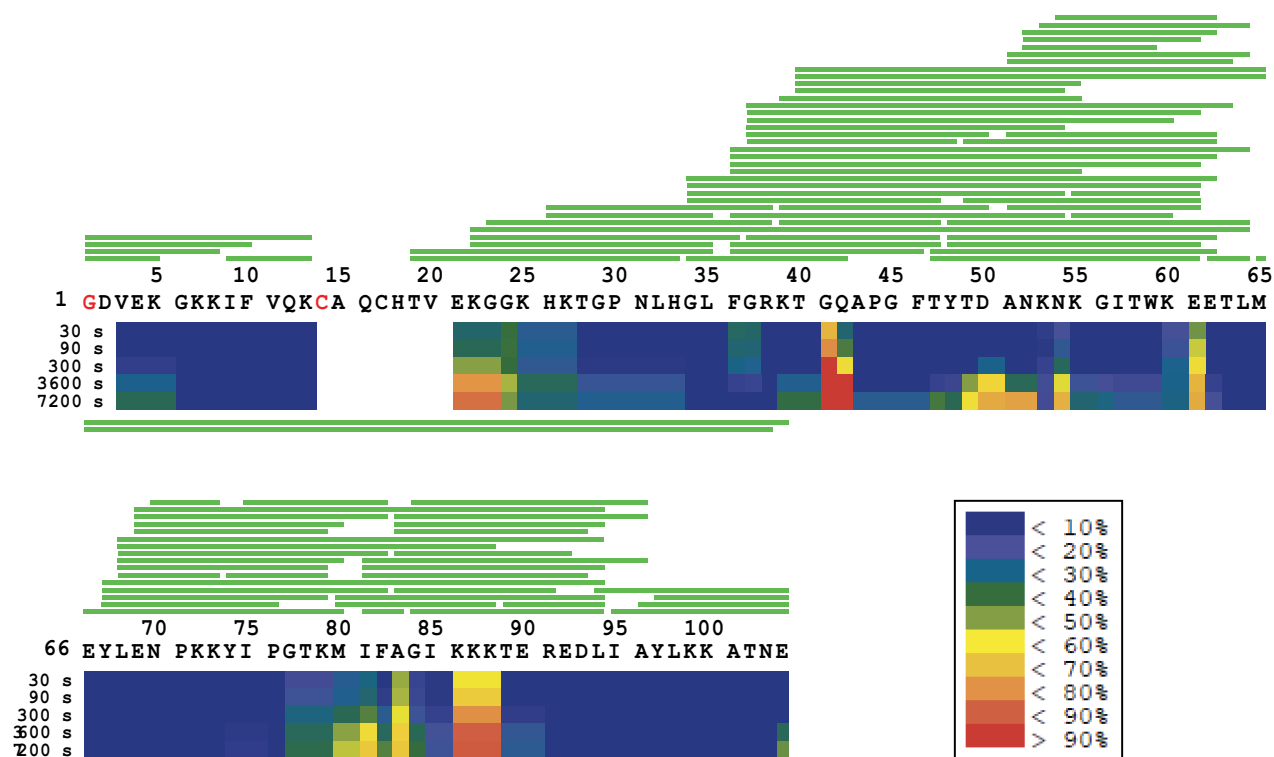 5 10 15 20 25 30 35 40 45 50 55 60 65
1 GDVEK GKKIF VQKCA QCHTV EKGGK HKTGP NLHGL FGRKT GQAPG FTYTD ANKNK GITWK EETLM
30 s
90 s
300 s
3600 s
7200 s
70 75 80 85 90 95 100
66 EYLEN PKKYI PGTKM IFAGI KKKTE REDLI AYLKK ATNE
30 s
90 s
300 s
3600 s
7200 s
< 10%
< 20%
< 30%
< 40%
< 50%
< 60%
< 70%
< 80%
< 90%
> 90%